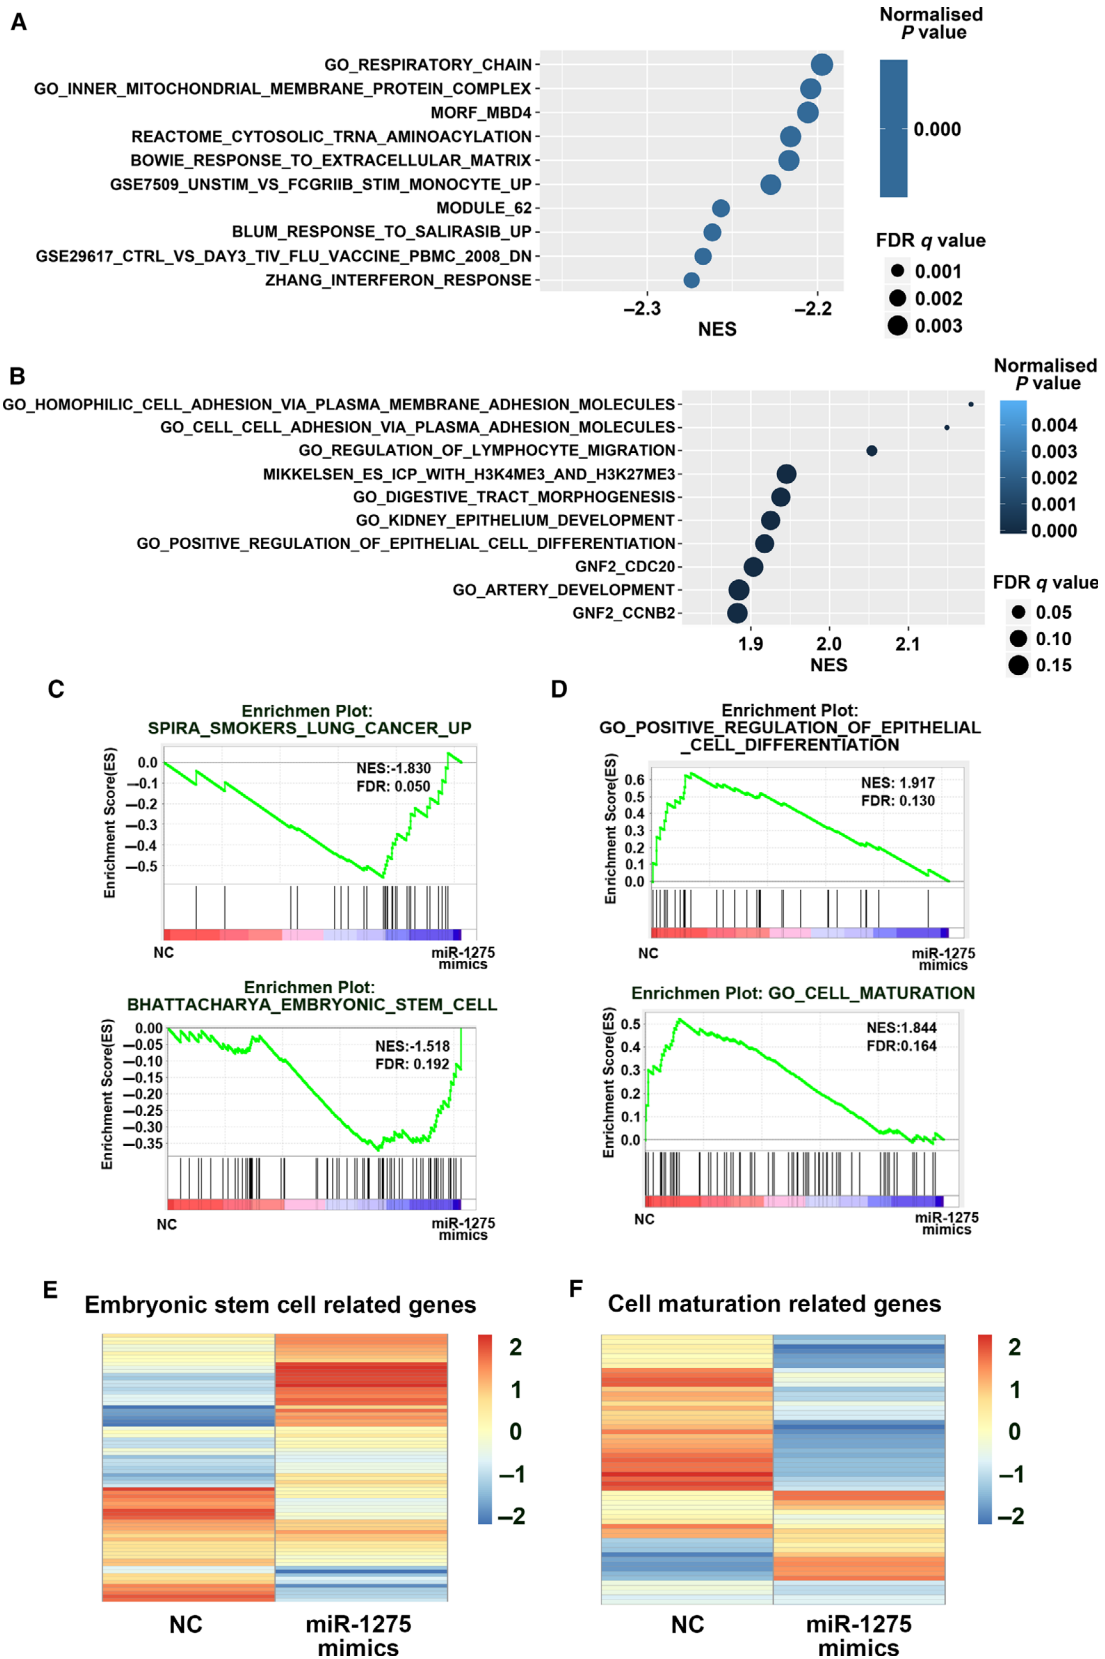 A
Normalised
P value
GO_RESPIRATORY_CHAIN
GO_INNER_MITOCHONDRIAL_MEMBRANE_PROTEIN_COMPLEX
MORF_MBD4
REACTOME_CYTOSOLIC_TRNA_AMINOACYLATION
BOWIE_RESPONSE_TO_EXTRACELLULAR_MATRIX
GSE7509_UNSTIM_VS_FCGRIIB_STIM_MONOCYTE_UP
MODULE_62
BLUM_RESPONSE_TO_SALIRASIB_UP
GSE29617_CTRL_VS_DAY3_TIV_FLU_VACCINE_PBMC_2008_DN
ZHANG_INTERFERON_RESPONSE
0.000
FDR q value
0.001
0.002
0.003
–2.3 –2.2
NES
B
Normalised
P value
GO_HOMOPHILIC_CELL_ADHESION_VIA_PLASMA_MEMBRANE_ADHESION_MOLECULES
GO_CELL_CELL_ADHESION_VIA_PLASMA_ADHESION_MOLECULES
GO_REGULATION_OF_LYMPHOCYTE_MIGRATION
MIKKELSEN_ES_ICP_WITH_H3K4ME3_AND_H3K27ME3
GO_DIGESTIVE_TRACT_MORPHOGENESIS
GO_KIDNEY_EPITHELIUM_DEVELOPMENT
GO_POSITIVE_REGULATION_OF_EPITHELIAL_CELL_DIFFERENTIATION
GNF2_CDC20
GO_ARTERY_DEVELOPMENT
GNF2_CCNB2
0.004
0.003
0.002
0.001
0.000
FDR q value
0.05
0.10
0.15
1.9 2.0 2.1
NES
C
Enrichmen Plot:
SPIRA_SMOKERS_LUNG_CANCER_UP
Enrichment Score(ES)
0.0
–0.1
–0.2
–0.3
–0.4
–0.5
NES:-1.830
FDR: 0.050
NC
miR-1275
mimics
Enrichmen Plot:
BHATTACHARYA_EMBRYONIC_STEM_CELL
Enrichment Score(ES)
0.00
–0.05
–0.10
–0.15
–0.20
–0.25
–0.30
–0.35
NES:-1.518
FDR: 0.192
NC
miR-1275
mimics
D
Enrichment Plot:
GO_POSITIVE_REGULATION_OF_EPITHELIAL
_CELL_DIFFERENTIATION
Enrichment Score(ES)
0.6
0.5
0.4
0.3
0.2
0.1
0.0
NES: 1.917
FDR: 0.130
NC
miR-1275
mimics
Enrichmen Plot: GO_CELL_MATURATION
Enrichment Score(ES)
0.5
0.4
0.3
0.2
0.1
0.0
NES:1.844
FDR:0.164
NC
miR-1275
mimics
E
Embryonic stem cell related genes
2
1
0
–1
–2
NC
miR-1275
mimics
F
Cell maturation related genes
2
1
0
–1
–2
NC
miR-1275
mimics